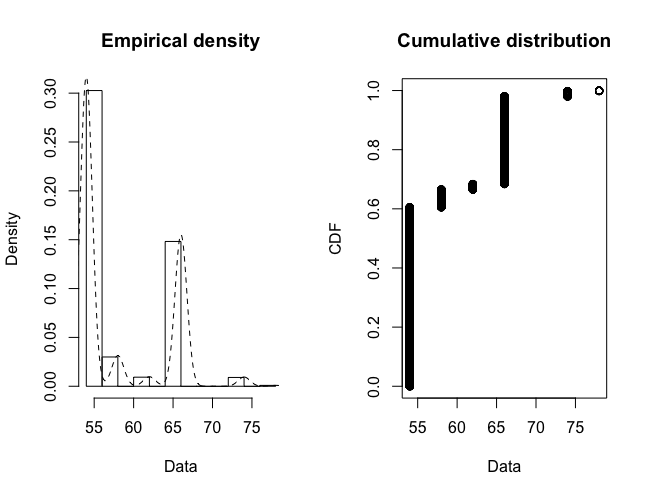 Empirical density
Density
0.00 0.05 0.10 0.15 0.20 0.25 0.30
55 60 65 70 75
Data
Cumulative distribution
CDF
0.0 0.2 0.4 0.6 0.8 1.0
55 60 65 70 75
Data